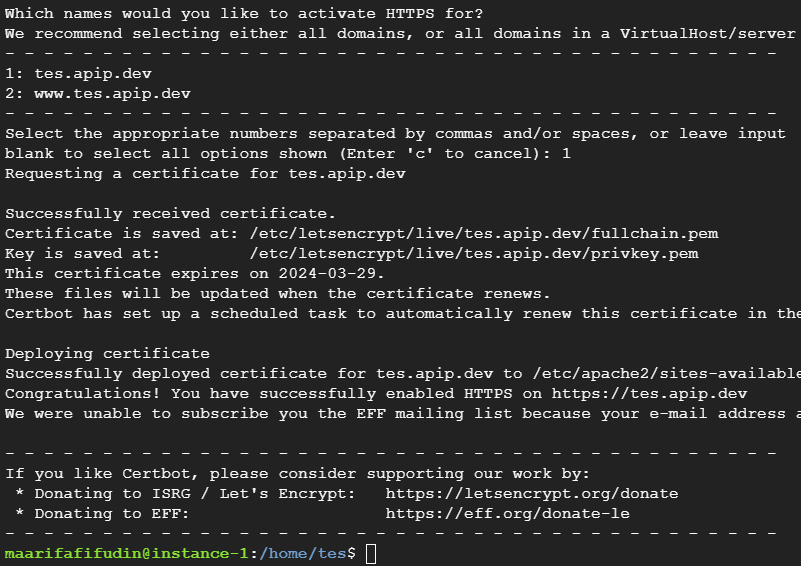 Which names would you like to activate HTTPS for?
We recommend selecting either all domains, or all domains in a VirtualHost/server
- - - - - - - - - - - - - - - - - - - - - - - - - - - - - - - - - - - - - - - -
1: tes.apip.dev
2: www.tes.apip.dev
- - - - - - - - - - - - - - - - - - - - - - - - - - - - - - - - - - - - - - - -
Select the appropriate numbers separated by commas and/or spaces, or leave input
blank to select all options shown (Enter 'c' to cancel): 1
Requesting a certificate for tes.apip.dev
Successfully received certificate.
Certificate is saved at: /etc/letsencrypt/live/tes.apip.dev/fullchain.pem
Key is saved at:         /etc/letsencrypt/live/tes.apip.dev/privkey.pem
This certificate expires on 2024-03-29.
These files will be updated when the certificate renews.
Certbot has set up a scheduled task to automatically renew this certificate in the
Deploying certificate
Successfully deployed certificate for tes.apip.dev to /etc/apache2/sites-available
Congratulations! You have successfully enabled HTTPS on https://tes.apip.dev
We were unable to subscribe you the EFF mailing list because your e-mail address a
- - - - - - - - - - - - - - - - - - - - - - - - - - - - - - - - - - - - - - - -
If you like Certbot, please consider supporting our work by:
 * Donating to ISRG / Let's Encrypt:   https://letsencrypt.org/donate
 * Donating to EFF:                    https://eff.org/donate-le
- - - - - - - - - - - - - - - - - - - - - - - - - - - - - - - - - - - - - - - -
maarifafifudin@instance-1:/home/tes$